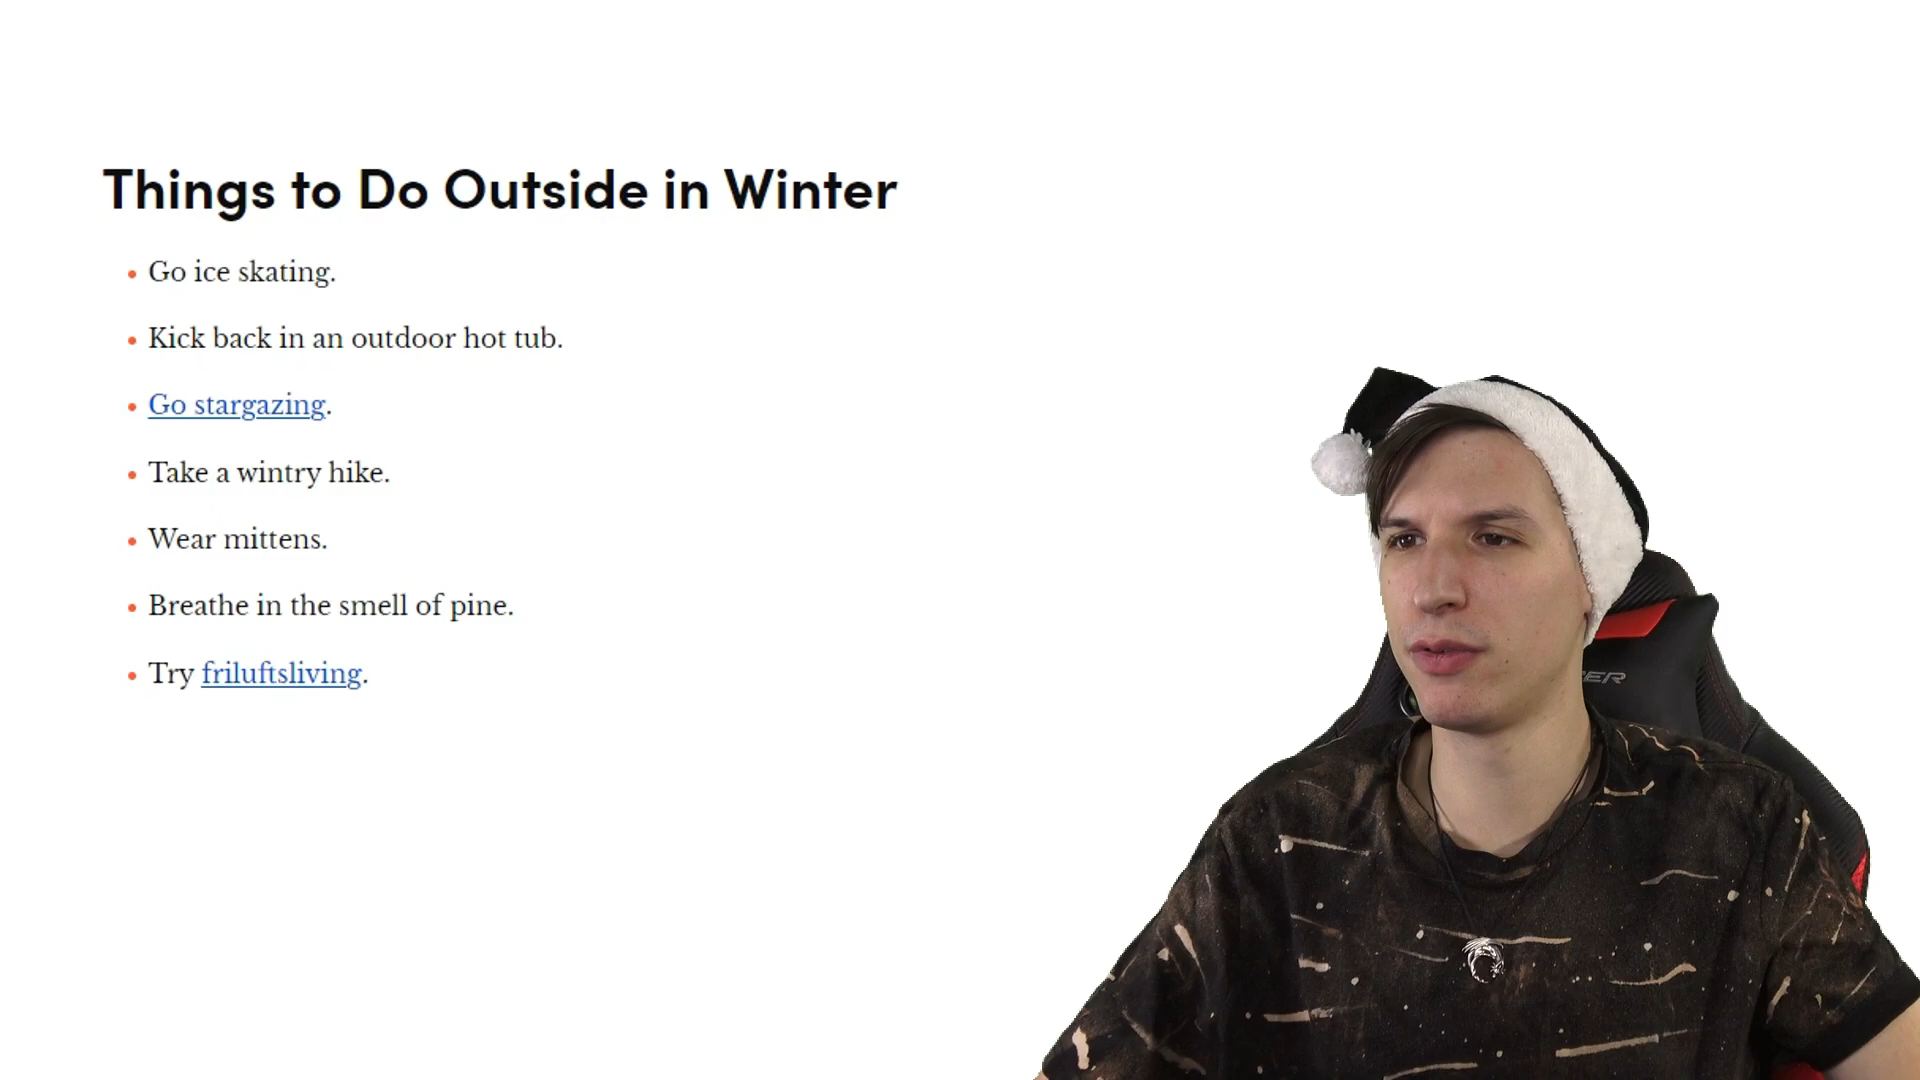 Things to Do Outside in Winter
Go ice skating.
Kick back in an outdoor hot tub.
Go stargazing.
Take a wintry hike.
Wear mittens.
Breathe in the smell of pine.
Try friluftsliving.